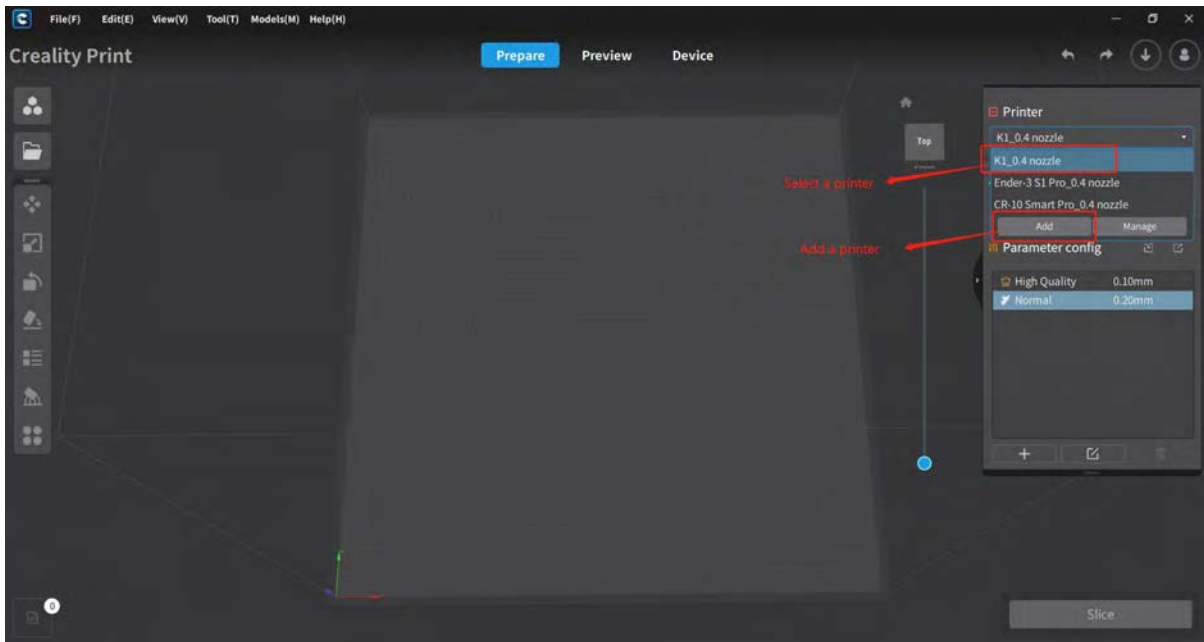 File(F) Edit(E) View(V) Tool(T) Models(M) Help(H)
Creality Print
Prepare Preview Device
Top
Printer
K1_0.4 nozzle
K1_0.4 nozzle
Select a printer
Ender-3 S1 Pro_0.4 nozzle
CR-10 Smart Pro_0.4 nozzle
Add Manage
Add a printer
Parameter config
High Quality 0.10mm
Normal 0.20mm
0
Slice